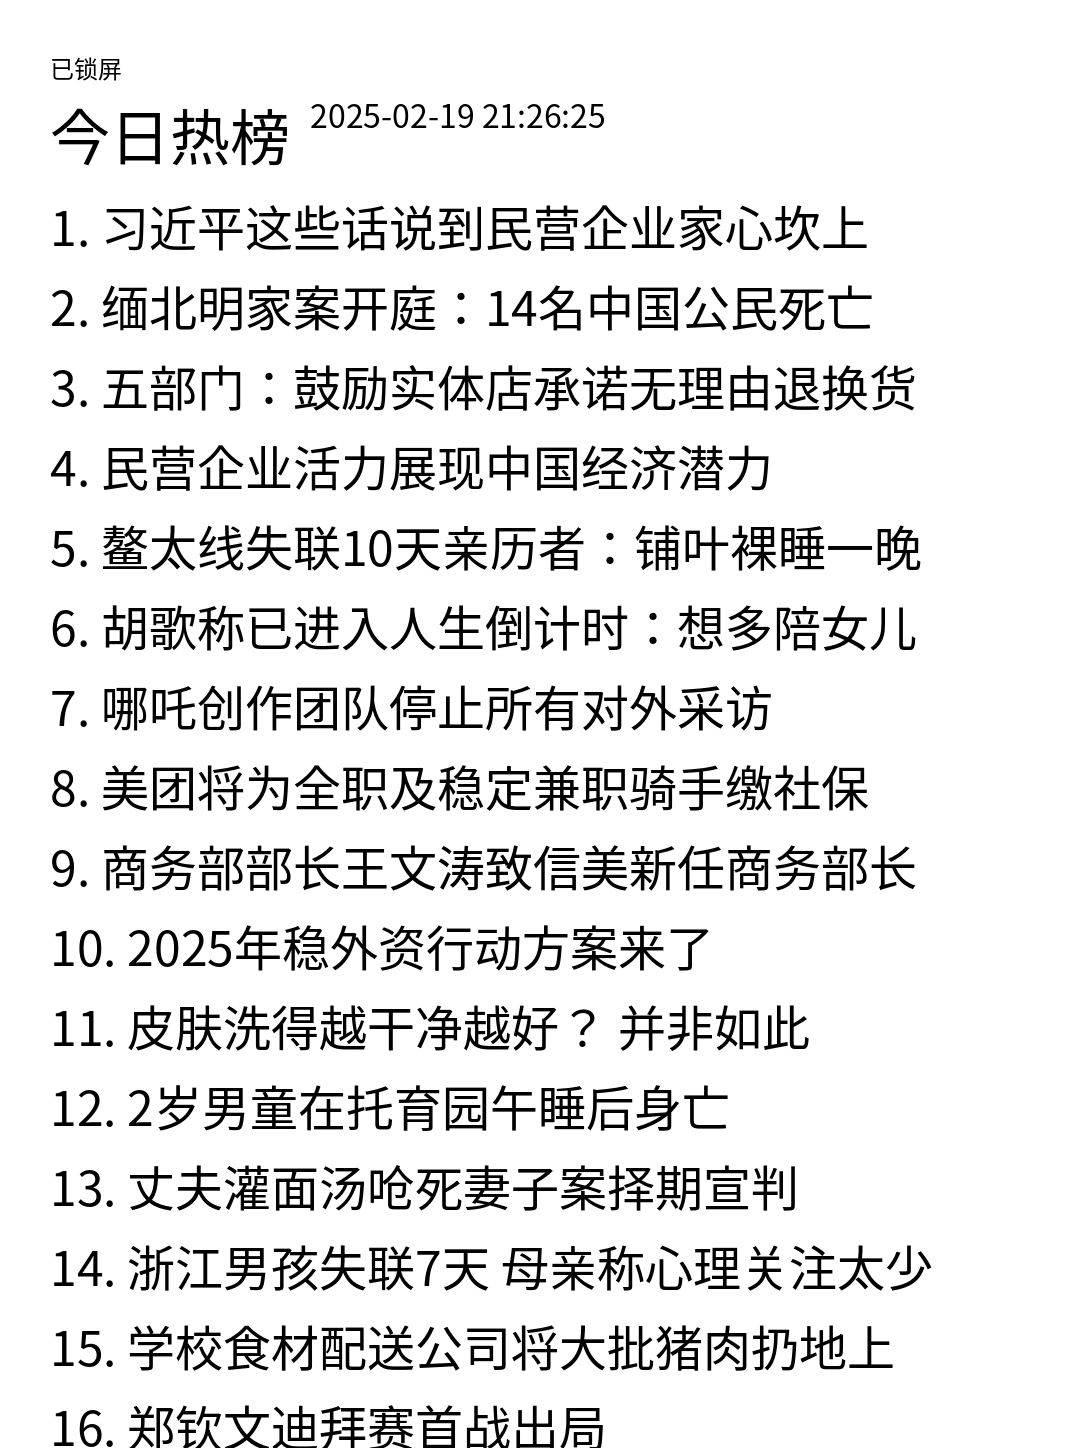 已锁屏
今日热榜 2025-02-19 21:26:25
1. 习近平这些话说到民营企业家心坎上
2. 缅北明家案开庭：14名中国公民死亡
3. 五部门：鼓励实体店承诺无理由退换货
4. 民营企业活力展现中国经济潜力
5. 鳌太线失联10天亲历者：铺叶裸睡一晚
6. 胡歌称已进入人生倒计时：想多陪女儿
7. 哪吒创作团队停止所有对外采访
8. 美团将为全职及稳定兼职骑手缴社保
9. 商务部部长王文涛致信美新任商务部长
10. 2025年稳外资行动方案来了
11. 皮肤洗得越干净越好？ 并非如此
12. 2岁男童在托育园午睡后身亡
13. 丈夫灌面汤呛死妻子案择期宣判
14. 浙江男孩失联7天 母亲称心理关注太少
15. 学校食材配送公司将大批猪肉扔地上
16. 郑钦文迪拜赛首战出局